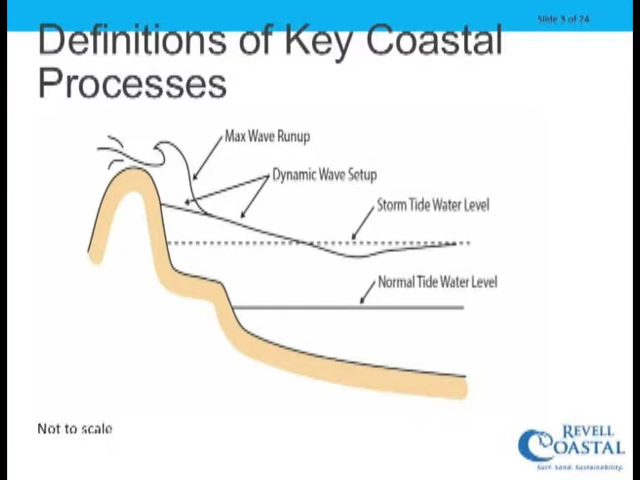 Slide 3 of 24
Definitions of Key Coastal
Processes
Max Wave Runup
Dynamic Wave Setup
Storm Tide Water Level
Normal Tide Water Level
Not to scale
REVELL
COASTAL
Surf. Sand. Sustainability.